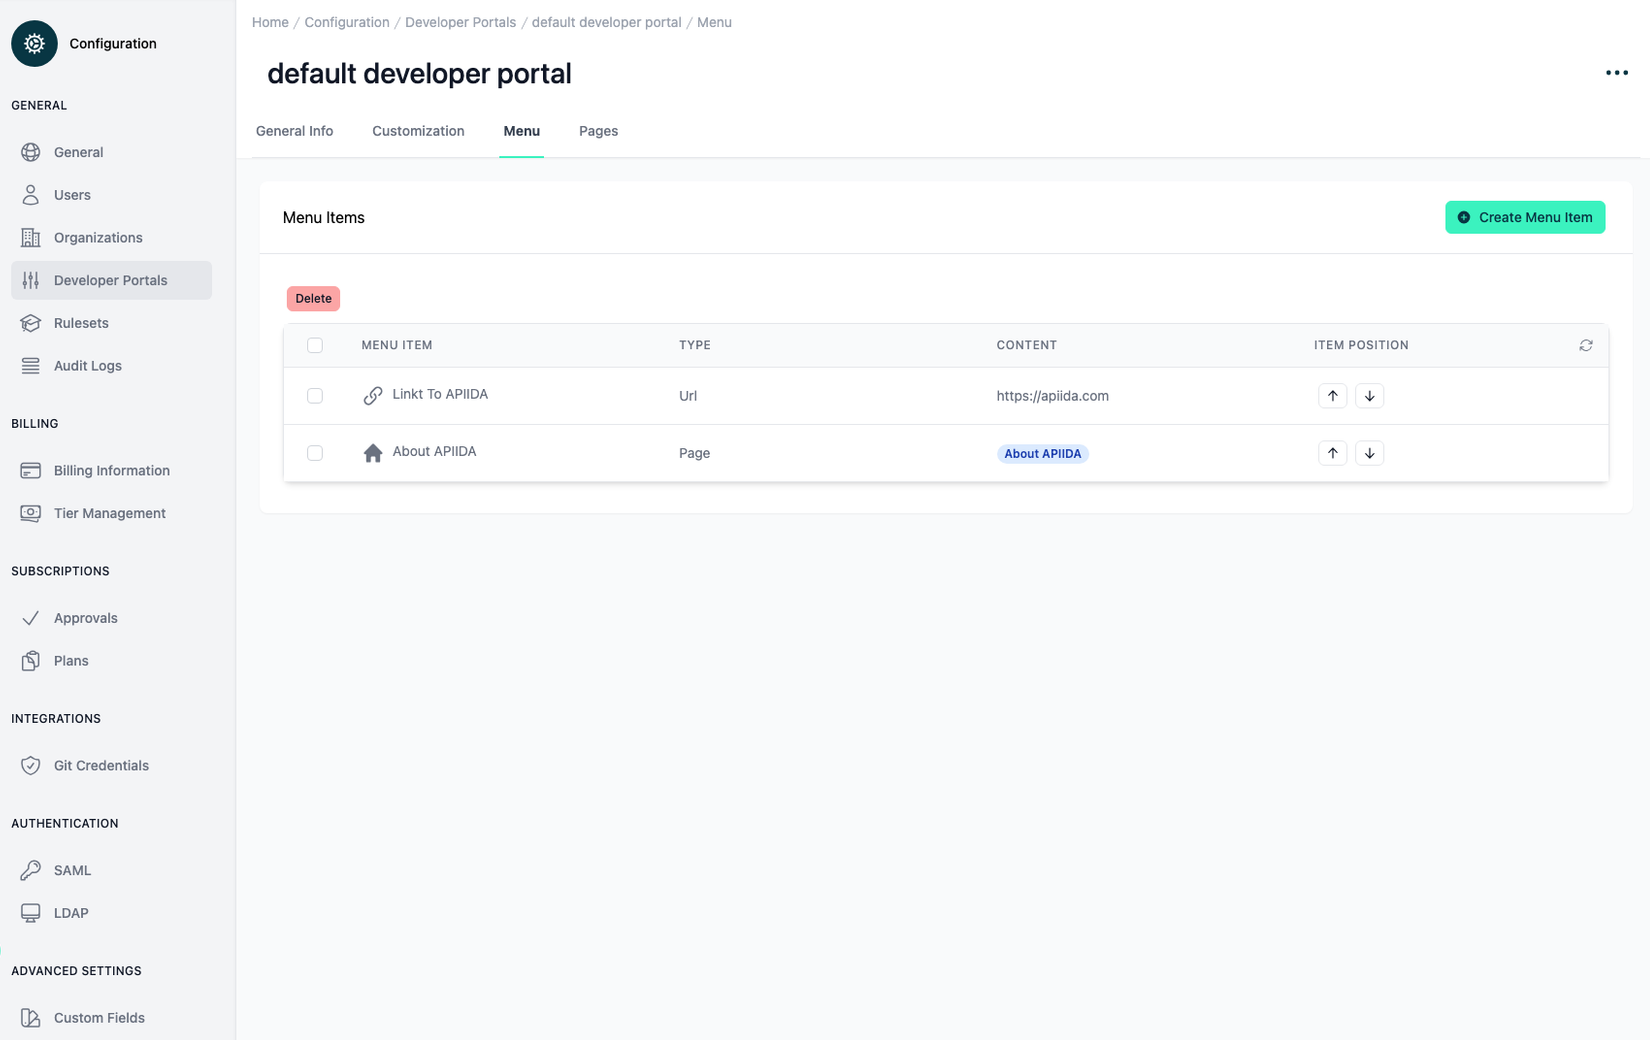 Configuration
GENERAL
General
Users
Organizations
Developer Portals
Rulesets
Audit Logs
BILLING
Billing Information
Tier Management
SUBSCRIPTIONS
Approvals
Plans
INTEGRATIONS
Git Credentials
AUTHENTICATION
SAML
LDAP
ADVANCED SETTINGS
Custom Fields
Home / Configuration / Developer Portals / default developer portal / Menu
default developer portal
General Info Customization Menu Pages
Menu Items Create Menu Item
Delete
MENU ITEM TYPE CONTENT ITEM POSITION
Linkt To APIIDA Url https://apiida.com
About APIIDA Page About APIIDA